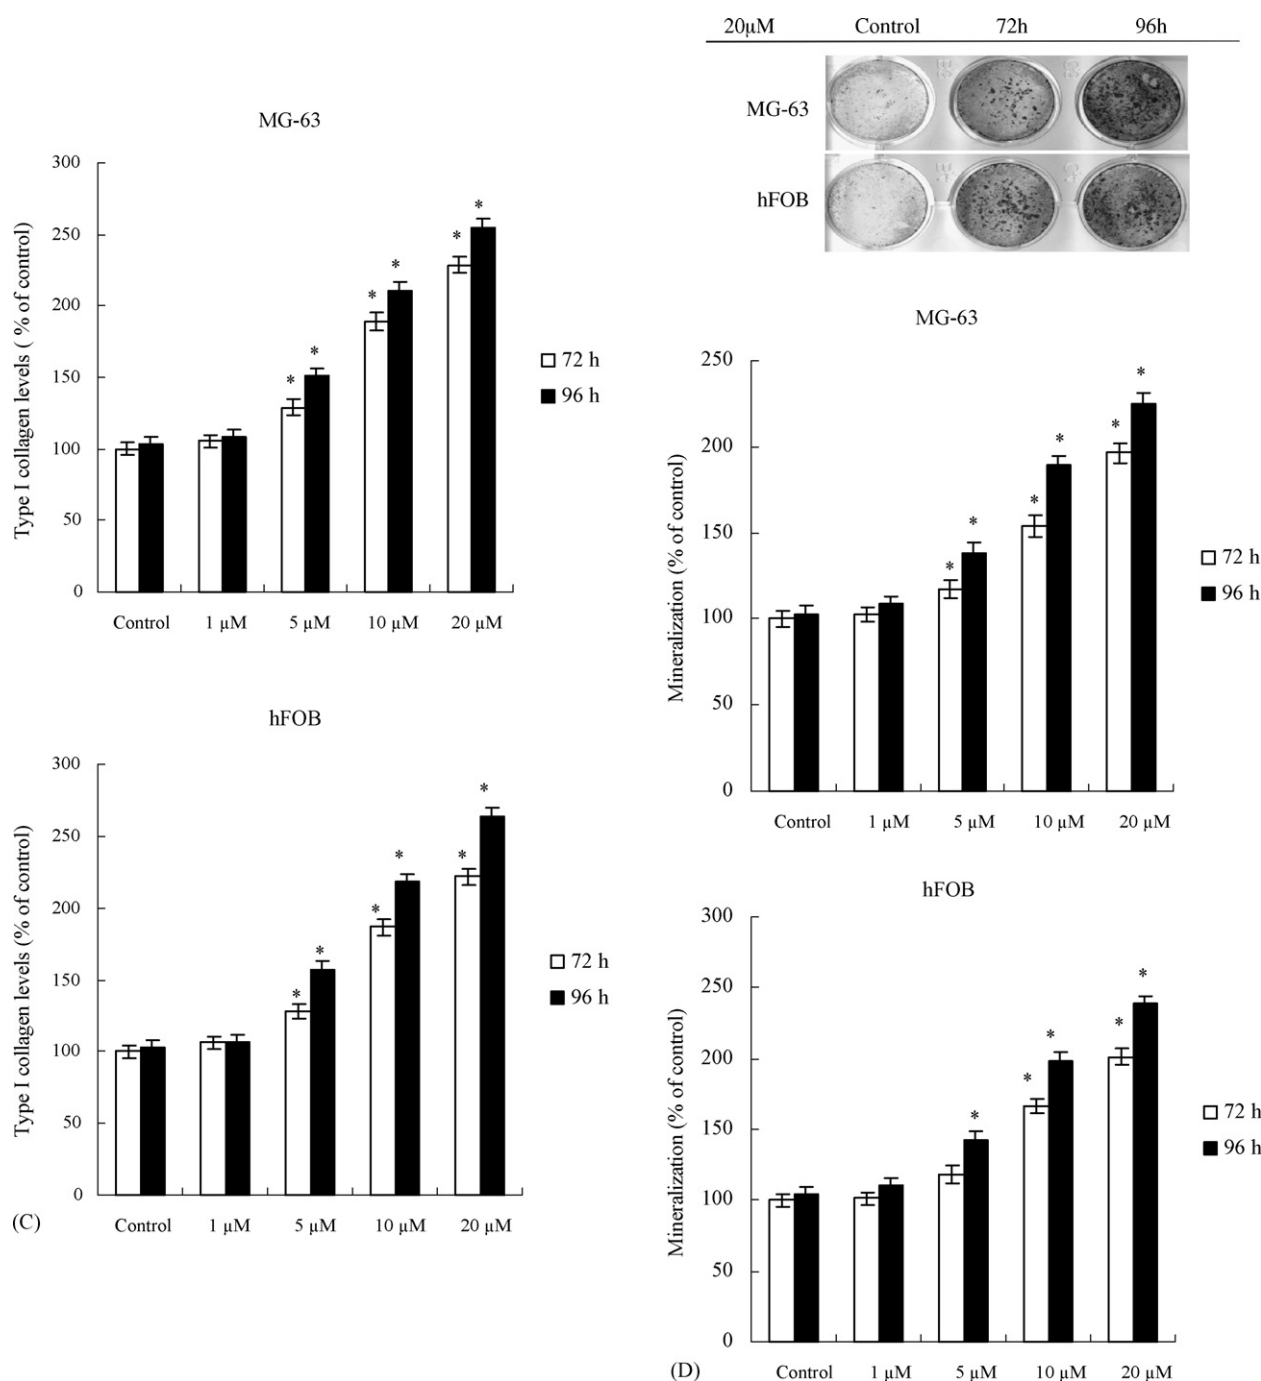 MG-63
Type I collagen levels ( % of control)
300
250
200
150
100
50
0
* * * * * *
72 h
96 h
Control 1 µM 5 µM 10 µM 20 µM
hFOB
Type I collagen levels (% of control)
300
250
200
150
100
50
0
* * * * * *
72 h
96 h
Control 1 µM 5 µM 10 µM 20 µM
(C)
20µM Control 72h 96h
MG-63
hFOB
MG-63
Mineralization (% of control)
250
200
150
100
50
0
* * * * * *
72 h
96 h
Control 1 µM 5 µM 10 µM 20 µM
hFOB
Mineralization (% of control)
300
250
200
150
100
50
0
* * * * *
72 h
96 h
Control 1 µM 5 µM 10 µM 20 µM
(D)